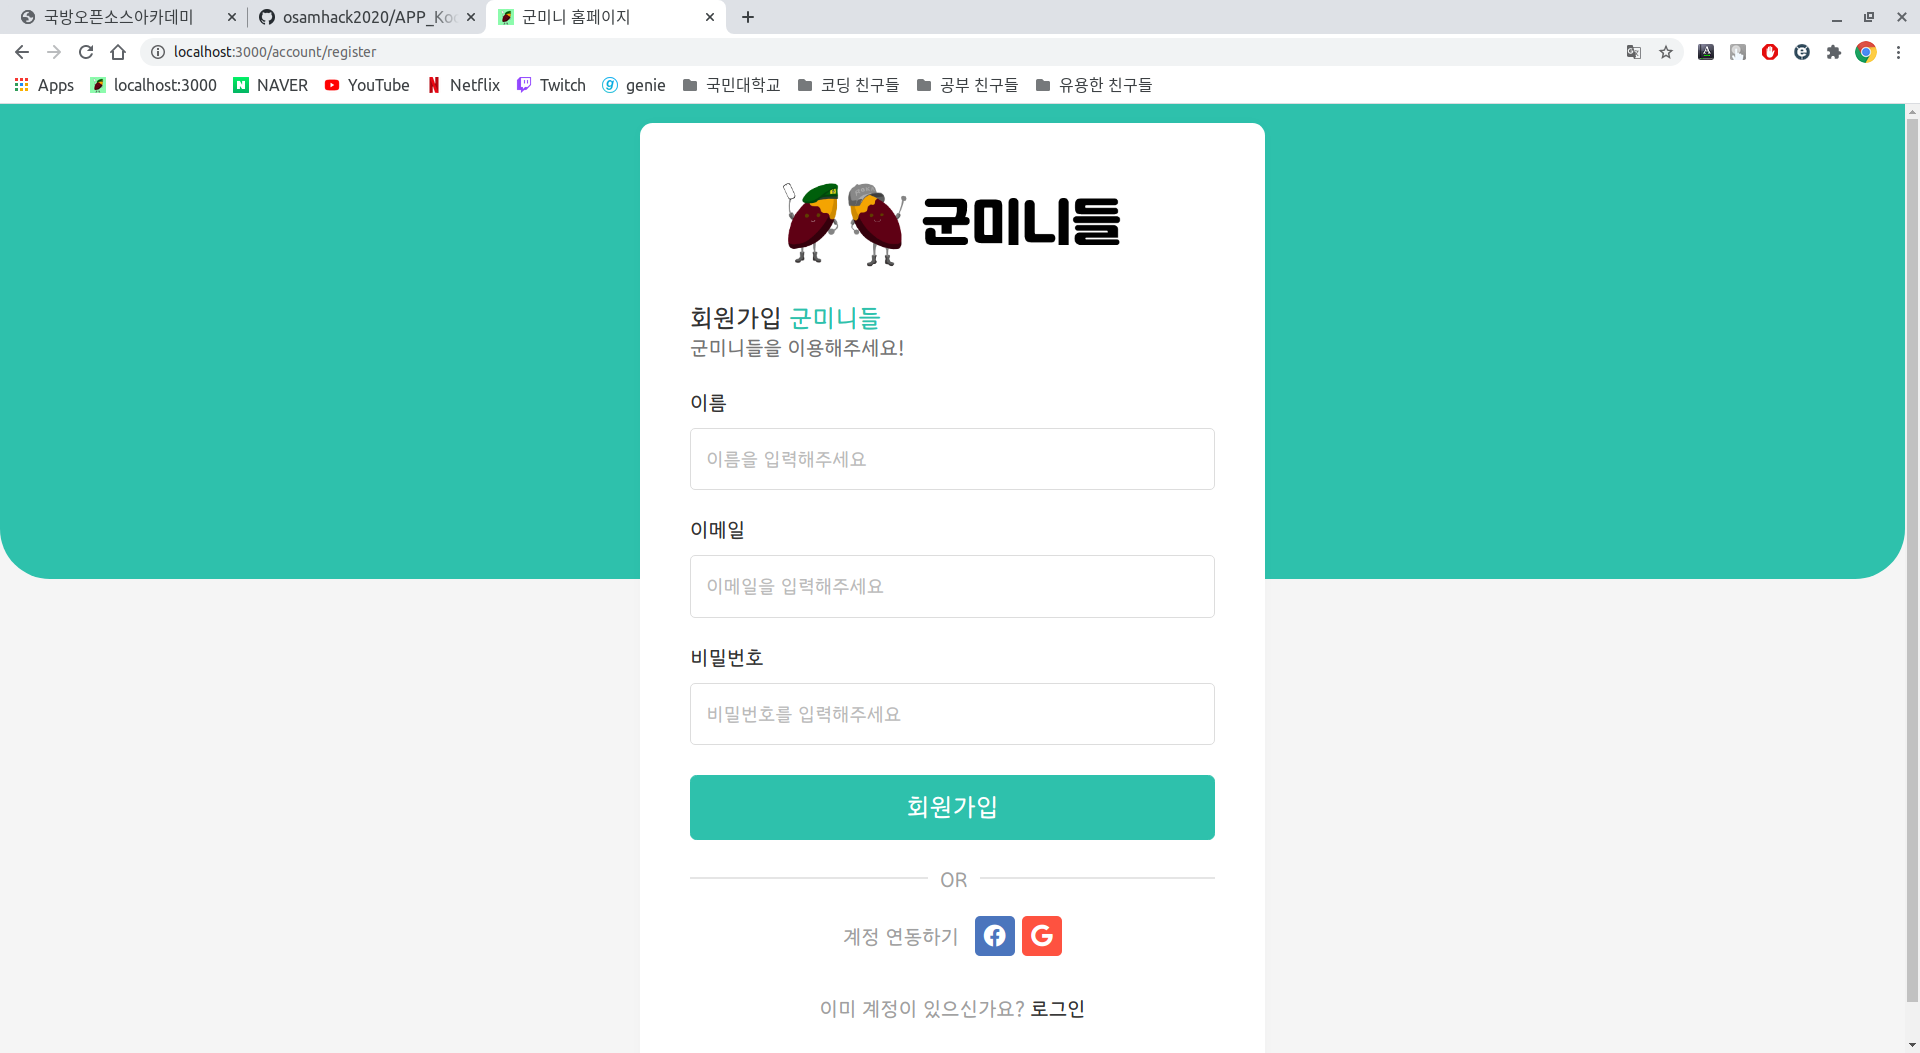 국방오픈소스아카데미
osamhack2020/APP_Koo
군미니 홈페이지
localhost:3000/account/register
Apps localhost:3000 NAVER YouTube Netflix Twitch genie 국민대학교 코딩 친구들 공부 친구들 유용한 친구들
군미니들
회원가입 군미니들
군미니들을 이용해주세요!
이름
이름을 입력해주세요
이메일
이메일을 입력해주세요
비밀번호
비밀번호를 입력해주세요
회원가입
OR
계정 연동하기
이미 계정이 있으신가요? 로그인